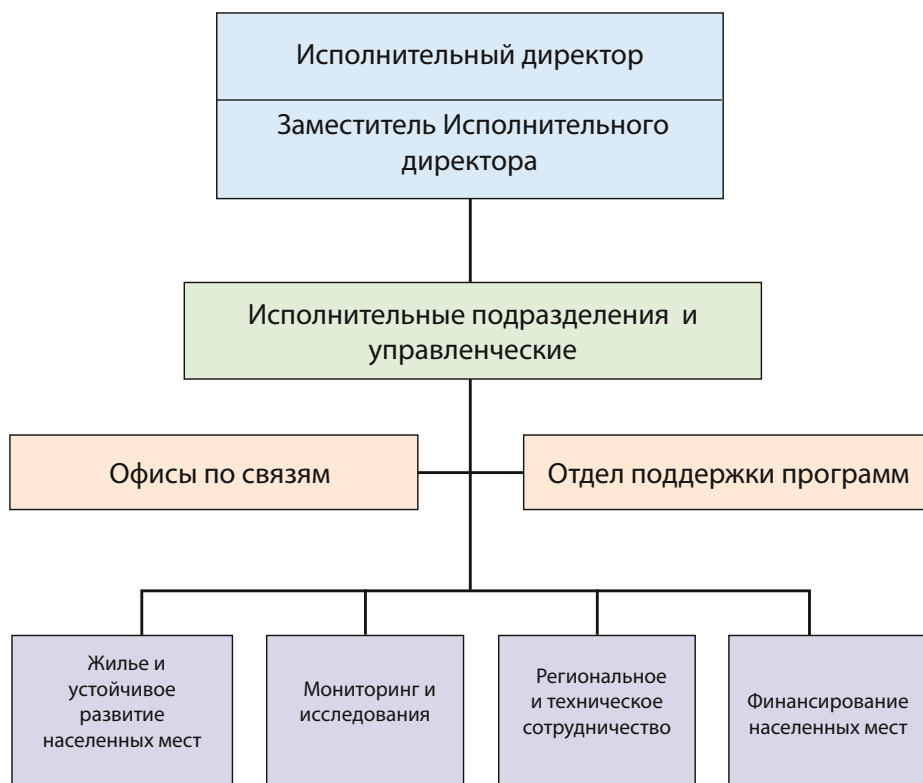 Исполнительный директор
Заместитель Исполнительного
директора
Исполнительные подразделения и
управленческие
Офисы по связям
Отдел поддержки программ
Жилье и
устойчивое
развитие
населенных мест
Мониторинг и
исследования
Региональное
и техническое
сотрудничество
Финансирование
населенных мест